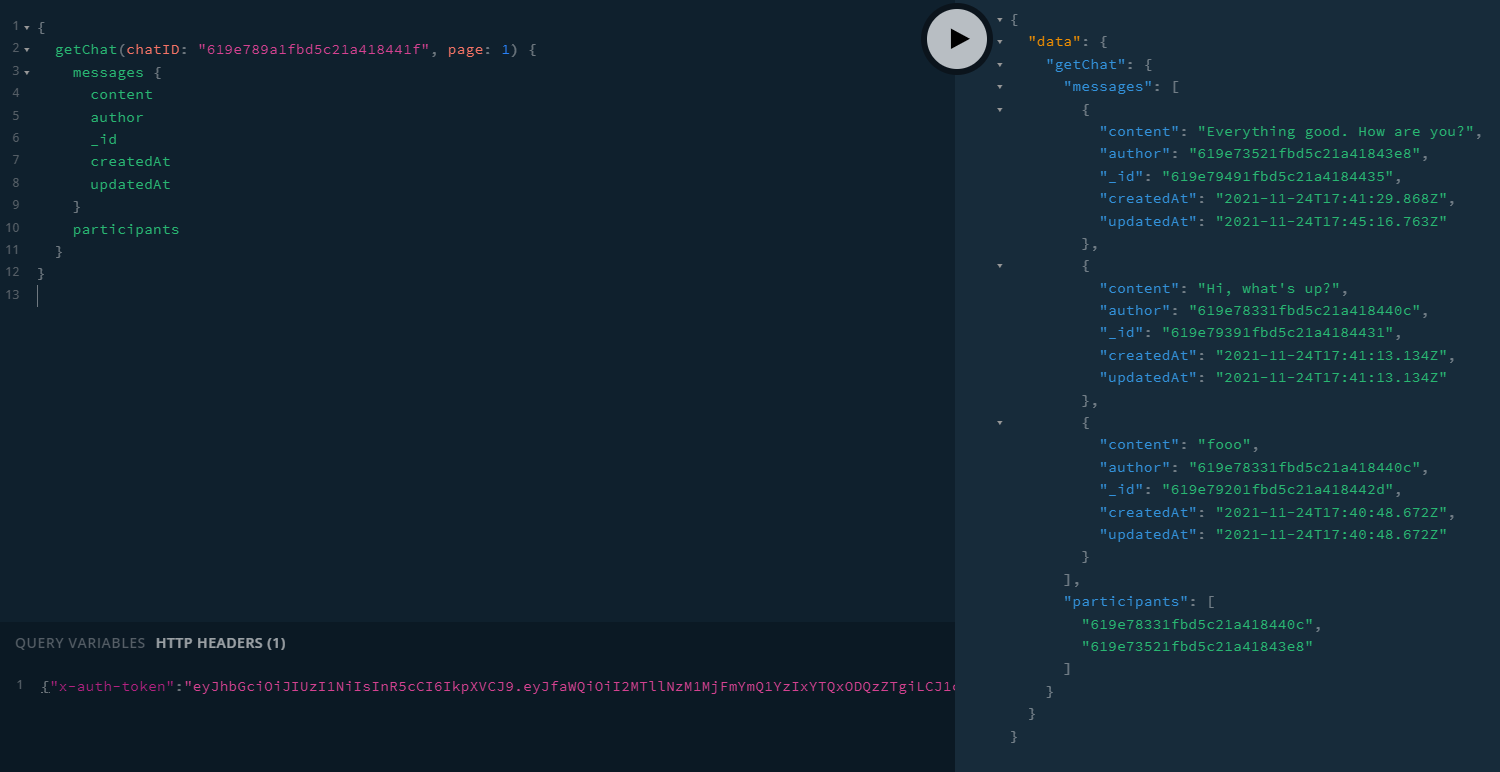 1 {
2 getChat(chatID: "619e789a1fbd5c21a418441f", page: 1) {
3 messages {
4 content
5 author
6 _id
7 createdAt
8 updatedAt
9 }
10 participants
11 }
12 }
13
QUERY VARIABLES HTTP HEADERS (1)
1 {"x-auth-token":"eyJhbGciOiJIUzI1NiIsInR5cCI6IkpXVCJ9.eyJfaWQiOiI2MTllNzM1MjFmYmQ1YzIxYTQxODQzZTgiLCJ1
{
"data": {
"getChat": {
"messages": [
{
"content": "Everything good. How are you?",
"author": "619e73521fbd5c21a41843e8",
"_id": "619e79491fbd5c21a4184435",
"createdAt": "2021-11-24T17:41:29.868Z",
"updatedAt": "2021-11-24T17:45:16.763Z"
},
{
"content": "Hi, what's up?",
"author": "619e78331fbd5c21a418440c",
"_id": "619e79391fbd5c21a4184431",
"createdAt": "2021-11-24T17:41:13.134Z",
"updatedAt": "2021-11-24T17:41:13.134Z"
},
{
"content": "fooo",
"author": "619e78331fbd5c21a418440c",
"_id": "619e79201fbd5c21a418442d",
"createdAt": "2021-11-24T17:40:48.672Z",
"updatedAt": "2021-11-24T17:40:48.672Z"
}
],
"participants": [
"619e78331fbd5c21a418440c",
"619e73521fbd5c21a41843e8"
]
}
}
}